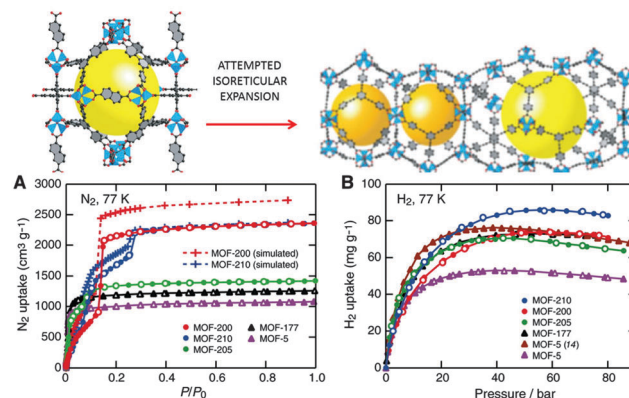 ATTEMPTED
ISORETICULAR
EXPANSION
A
N₂, 77 K
3000
2500
2000
1500
1000
500
0
N₂ uptake (cm³ g⁻¹)
MOF-200 (simulated)
MOF-210 (simulated)
MOF-200
MOF-177
MOF-210
MOF-5
MOF-205
0.0
0.2
0.4
0.6
0.8
1.0
P/P₀
B
H₂, 77 K
100
80
60
40
20
0
H₂ uptake (mg g⁻¹)
MOF-210
MOF-200
MOF-205
MOF-177
MOF-5 (14)
MOF-5
0
20
40
60
80
Pressure / bar